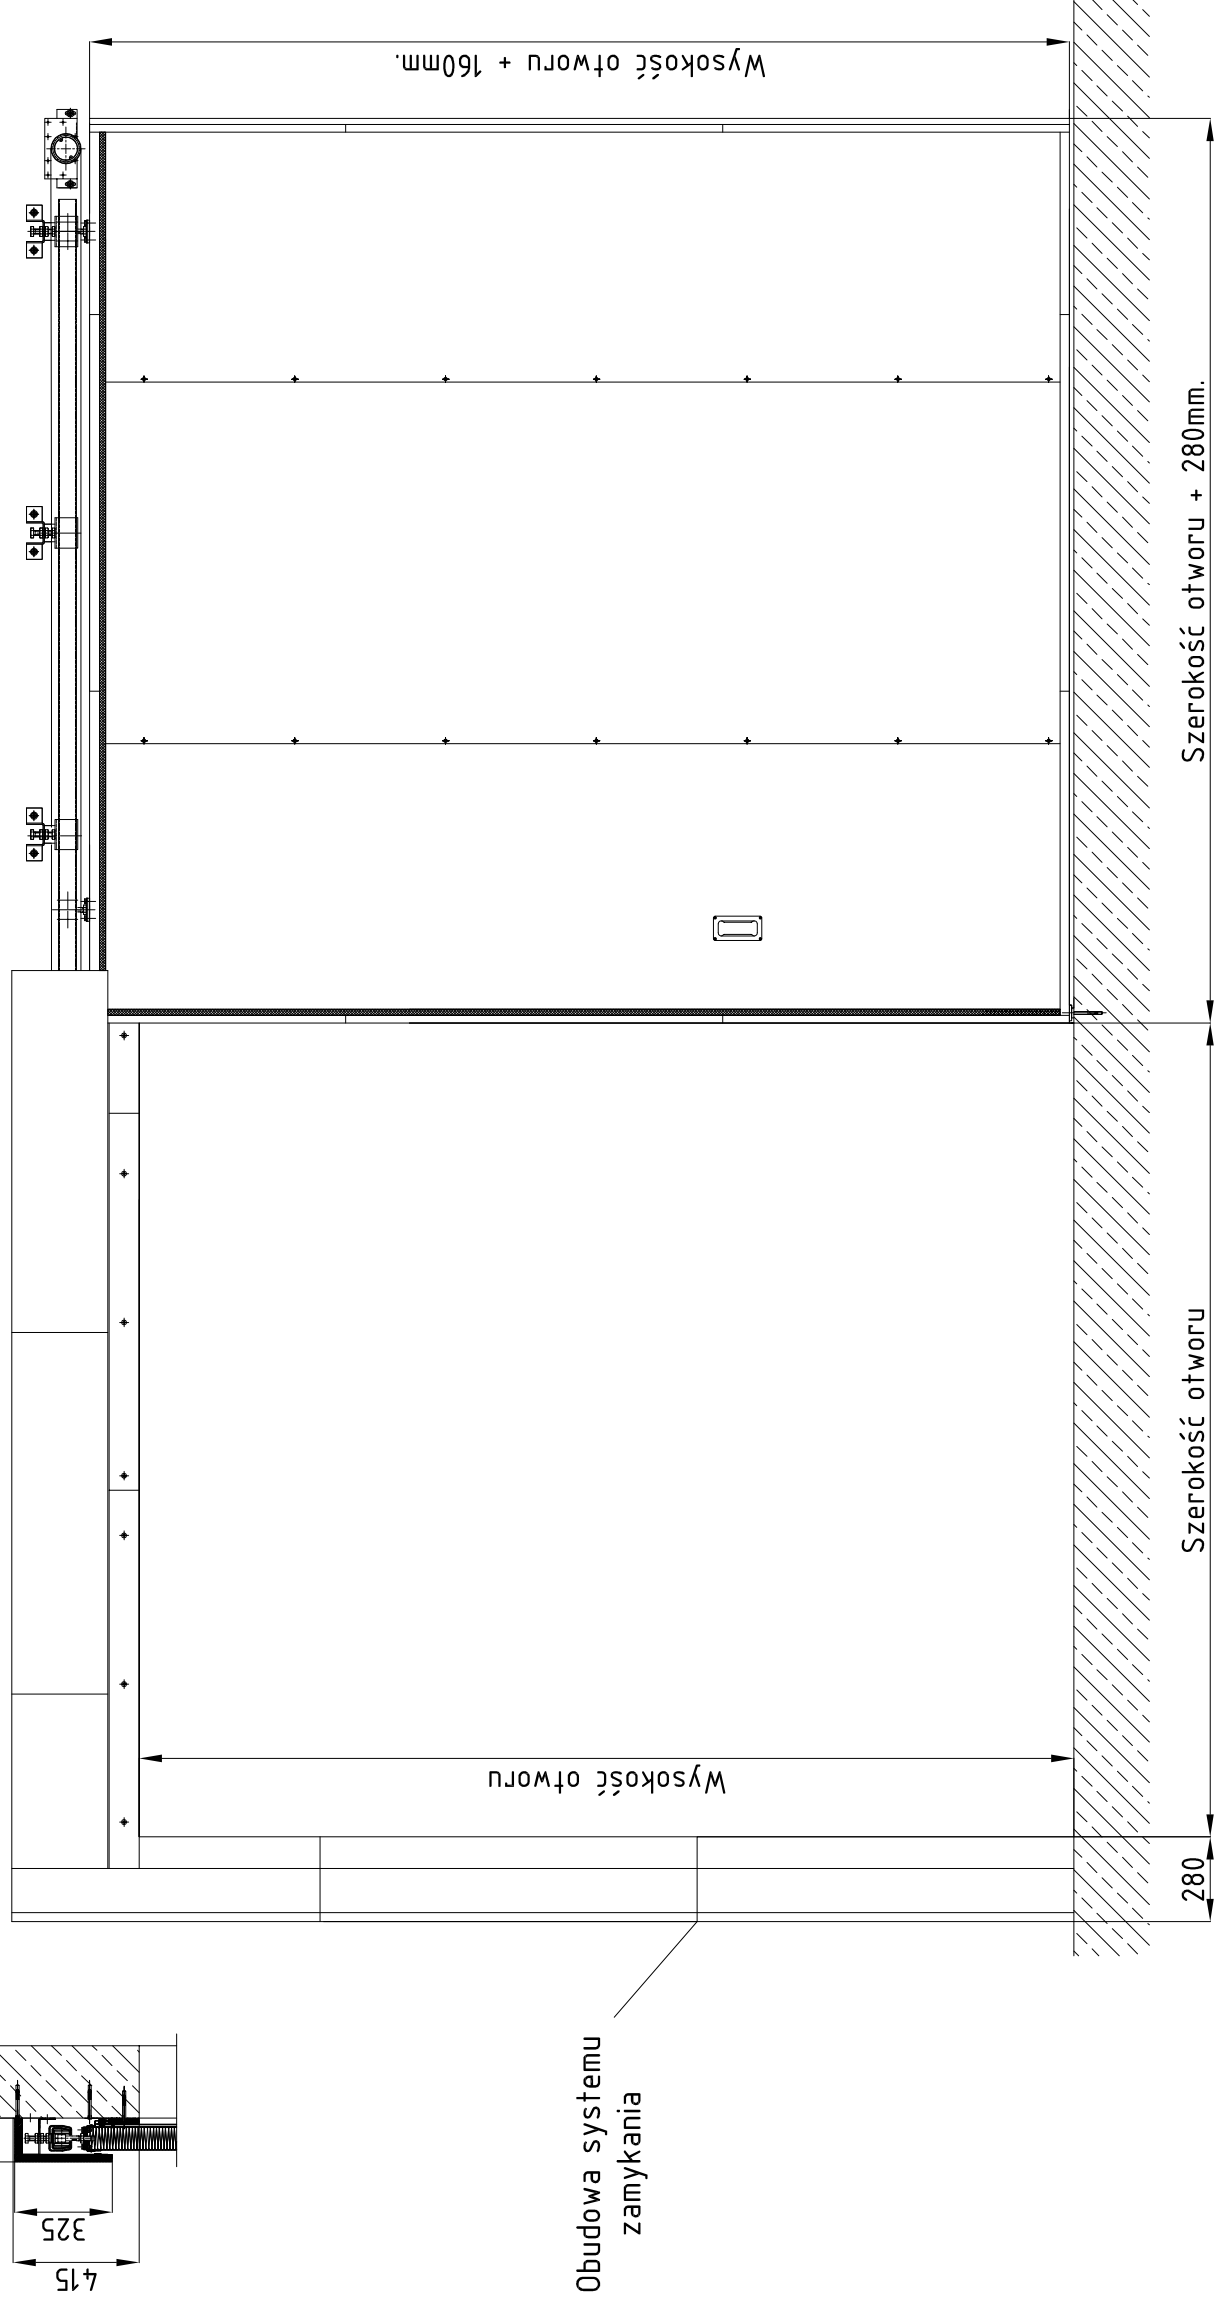 Wysokość otworu + 160mm.
Szerokość otworu + 280mm.
Szerokość otworu
Wysokość otworu
280
Obudowa systemu
zamykania
325
415